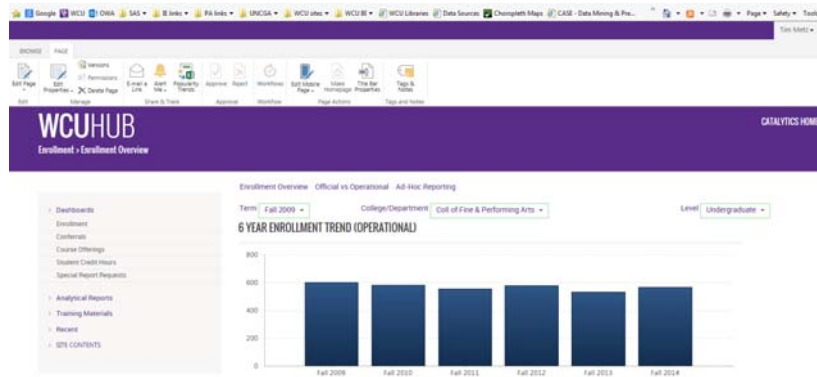 Google WCU OWA SAS IE links PA links UNCGA WCU sites WCU BI WCU Libraries Data Sources Choropleth Maps CASE - Data Mining & Pre... Page Safety Tools
Tim Metz
BROWSE PAGE
Edit Page
Edit Properties
Versions
Permissions
Delete Page
E-mail a Link
Alert Me
Popularity Trends
Approve Reject
Workflows
Edit Mobile Page
Make Homepage
Title Bar Properties
Tags & Notes
Edit Manage Share & Track Approval Workflow Page Actions Tags and Notes
WCUHUB
CATALYTICS HOME
Enrollment › Enrollment Overview
Enrollment Overview Official vs Operational Ad-Hoc Reporting
Term Fall 2009 College/Department Coll of Fine & Performing Arts Level Undergraduate
Dashboards
Enrollment
Conferrals
Course Offerings
Student Credit Hours
Special Report Requests
Analytical Reports
Training Materials
Recent
SITE CONTENTS
6 YEAR ENROLLMENT TREND (OPERATIONAL)
800
600
400
200
0
Fall 2009 Fall 2010 Fall 2011 Fall 2012 Fall 2013 Fall 2014